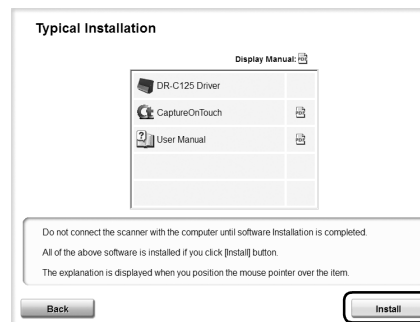 Typical Installation
Display Manual:
DR-C125 Driver
CaptureOnTouch
User Manual
Do not connect the scanner with the computer until software Installation is completed.
All of the above software is installed if you click [Install] button.
The explanation is displayed when you position the mouse pointer over the item.
Back
Install